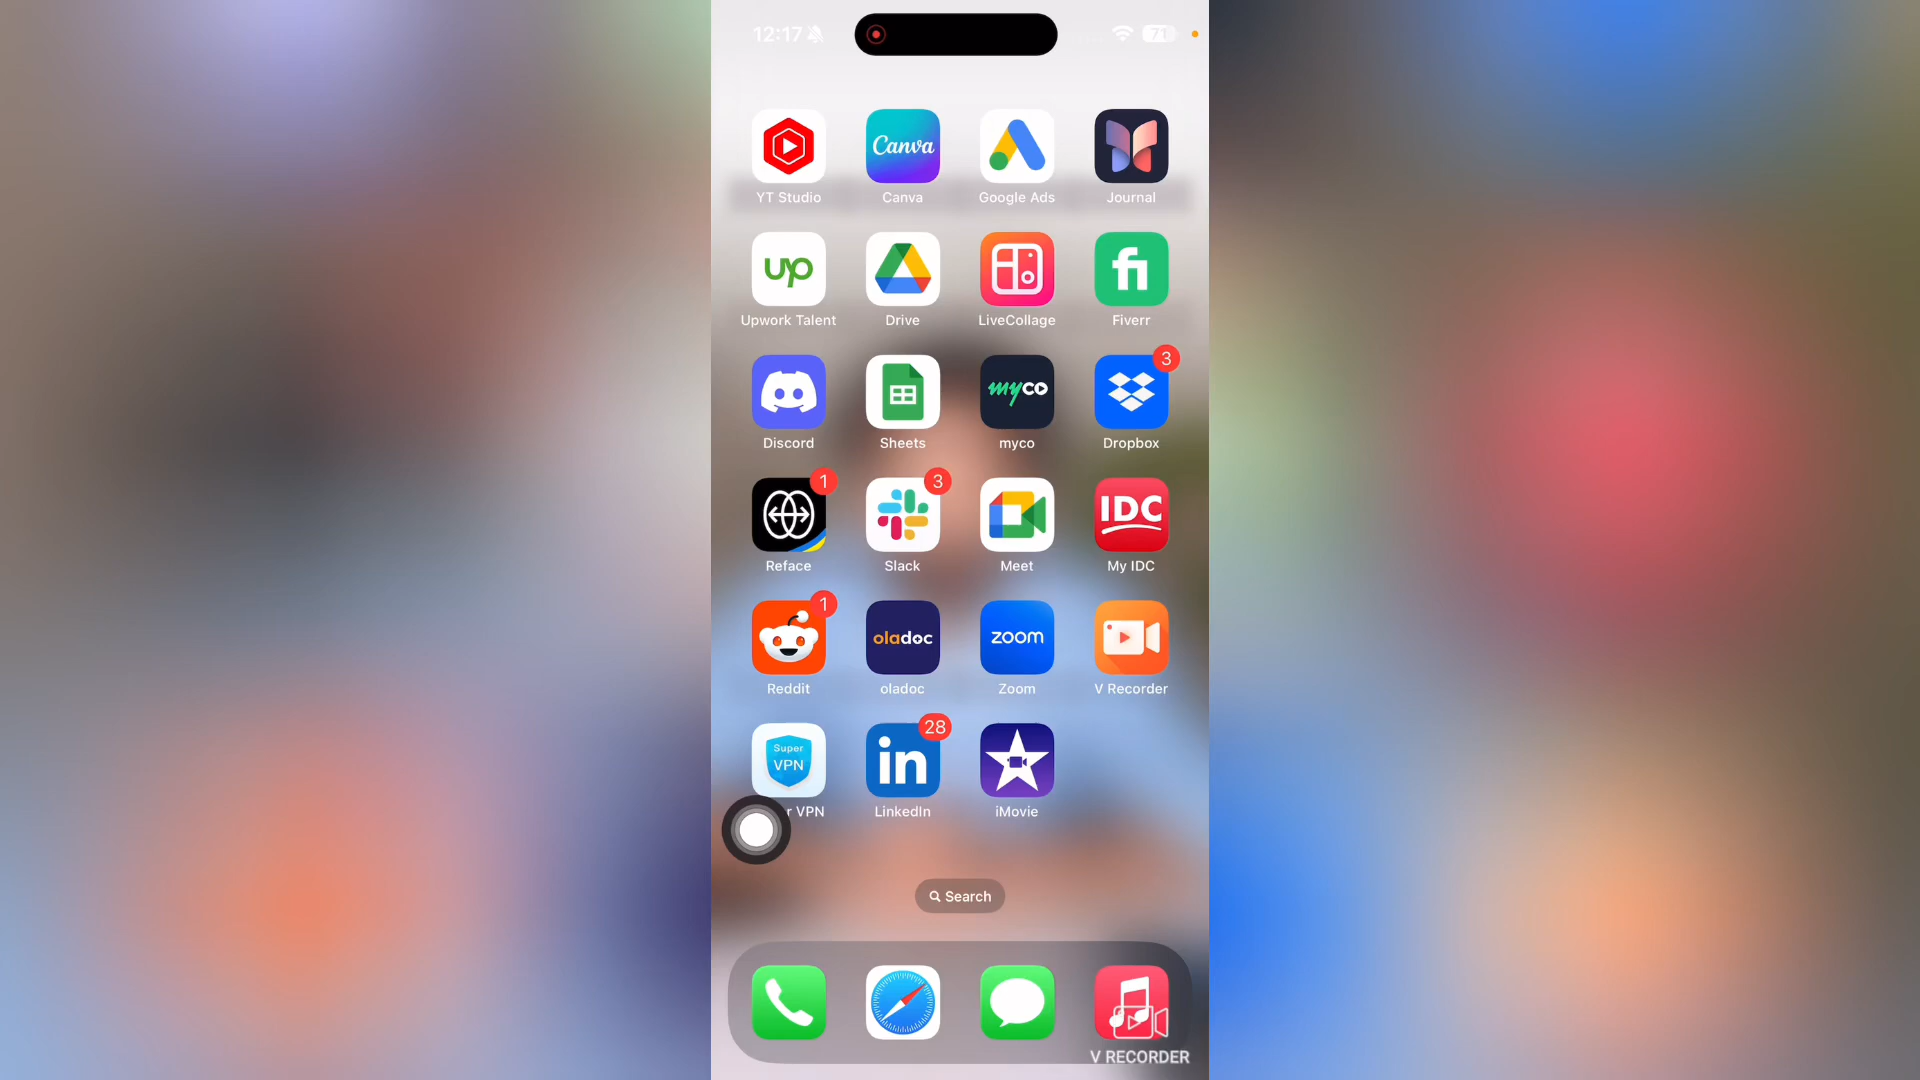 12:17 71
Canva
YT Studio Canva Google Ads Journal
up fi
Upwork Talent Drive LiveCollage Fiverr
myco 3
Discord Sheets myco Dropbox
1 3 IDC
Reface Slack Meet My IDC
1 oladoc zoom
Reddit oladoc Zoom V Recorder
Super VPN 28 in
r VPN LinkedIn iMovie
Search
V RECORDER